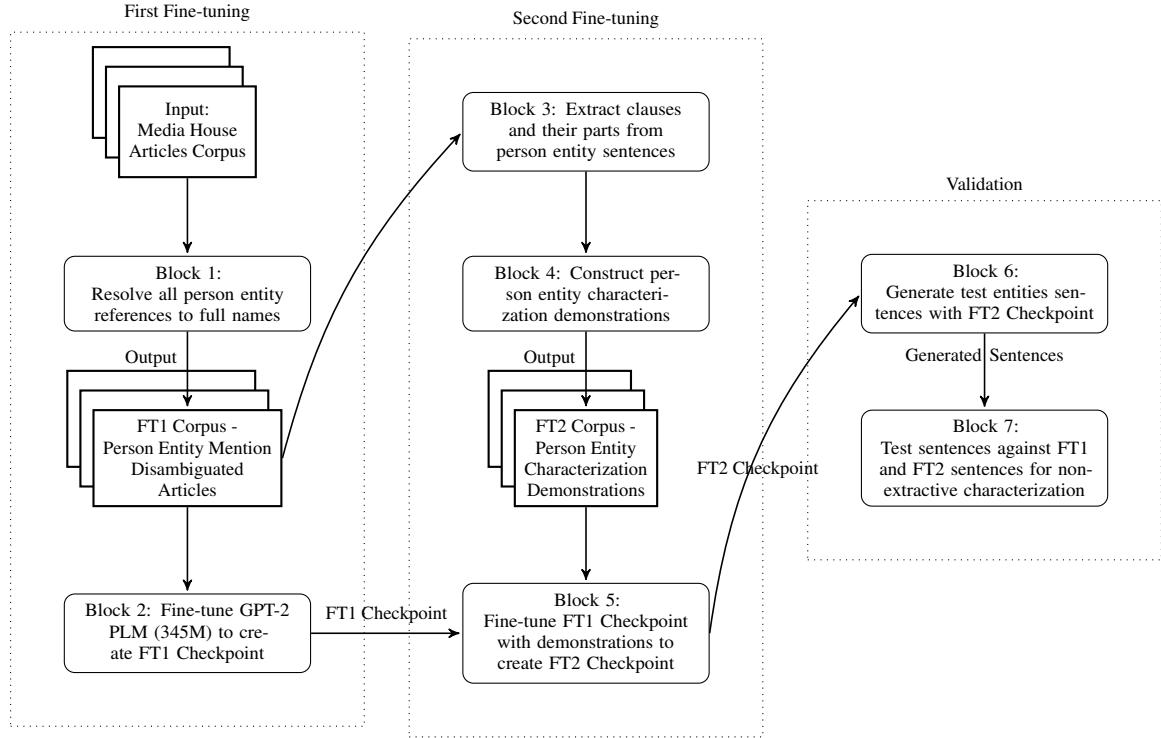 First Fine-tuning
Input:
Media House
Articles Corpus
Block 1:
Resolve all person entity
references to full names
Output
FT1 Corpus -
Person Entity Mention
Disambiguated
Articles
Block 2: Fine-tune GPT-2
PLM (345M) to cre-
ate FT1 Checkpoint
FT1 Checkpoint
Second Fine-tuning
Block 3: Extract clauses
and their parts from
person entity sentences
Block 4: Construct per-
son entity characteri-
zation demonstrations
Output
FT2 Corpus -
Person Entity
Characterization
Demonstrations
Block 5:
Fine-tune FT1 Checkpoint
with demonstrations to
create FT2 Checkpoint
FT2 Checkpoint
Validation
Block 6:
Generate test entities sen-
tences with FT2 Checkpoint
Generated Sentences
Block 7:
Test sentences against FT1
and FT2 sentences for non-
extractive characterization